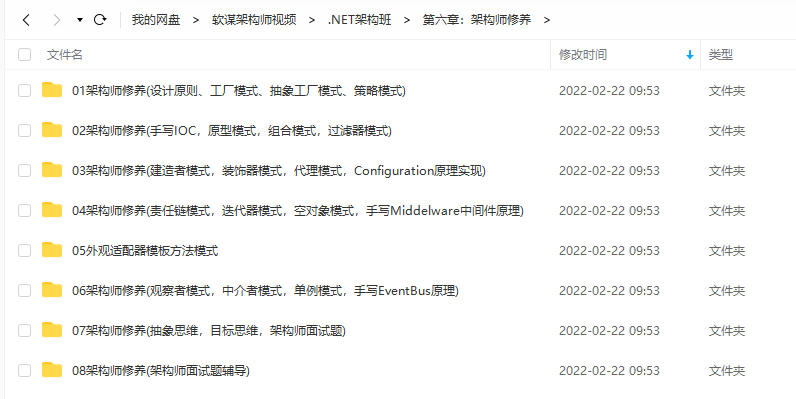 我的网盘 > 软谋架构师视频 > .NET架构班 > 第六章：架构师修养 >
文件名 修改时间 类型
01架构师修养(设计原则、工厂模式、抽象工厂模式、策略模式) 2022-02-22 09:53 文件夹
02架构师修养(手写IOC，原型模式，组合模式，过滤器模式) 2022-02-22 09:53 文件夹
03架构师修养(建造者模式，装饰器模式，代理模式，Configuration原理实现) 2022-02-22 09:53 文件夹
04架构师修养(责任链模式，迭代器模式，空对象模式，手写Middelware中间件原理) 2022-02-22 09:53 文件夹
05外观适配器模板方法模式 2022-02-22 09:53 文件夹
06架构师修养(观察者模式，中介者模式，单例模式，手写EventBus原理) 2022-02-22 09:53 文件夹
07架构师修养(抽象思维，目标思维，架构师面试题) 2022-02-22 09:53 文件夹
08架构师修养(架构师面试题辅导) 2022-02-22 09:53 文件夹